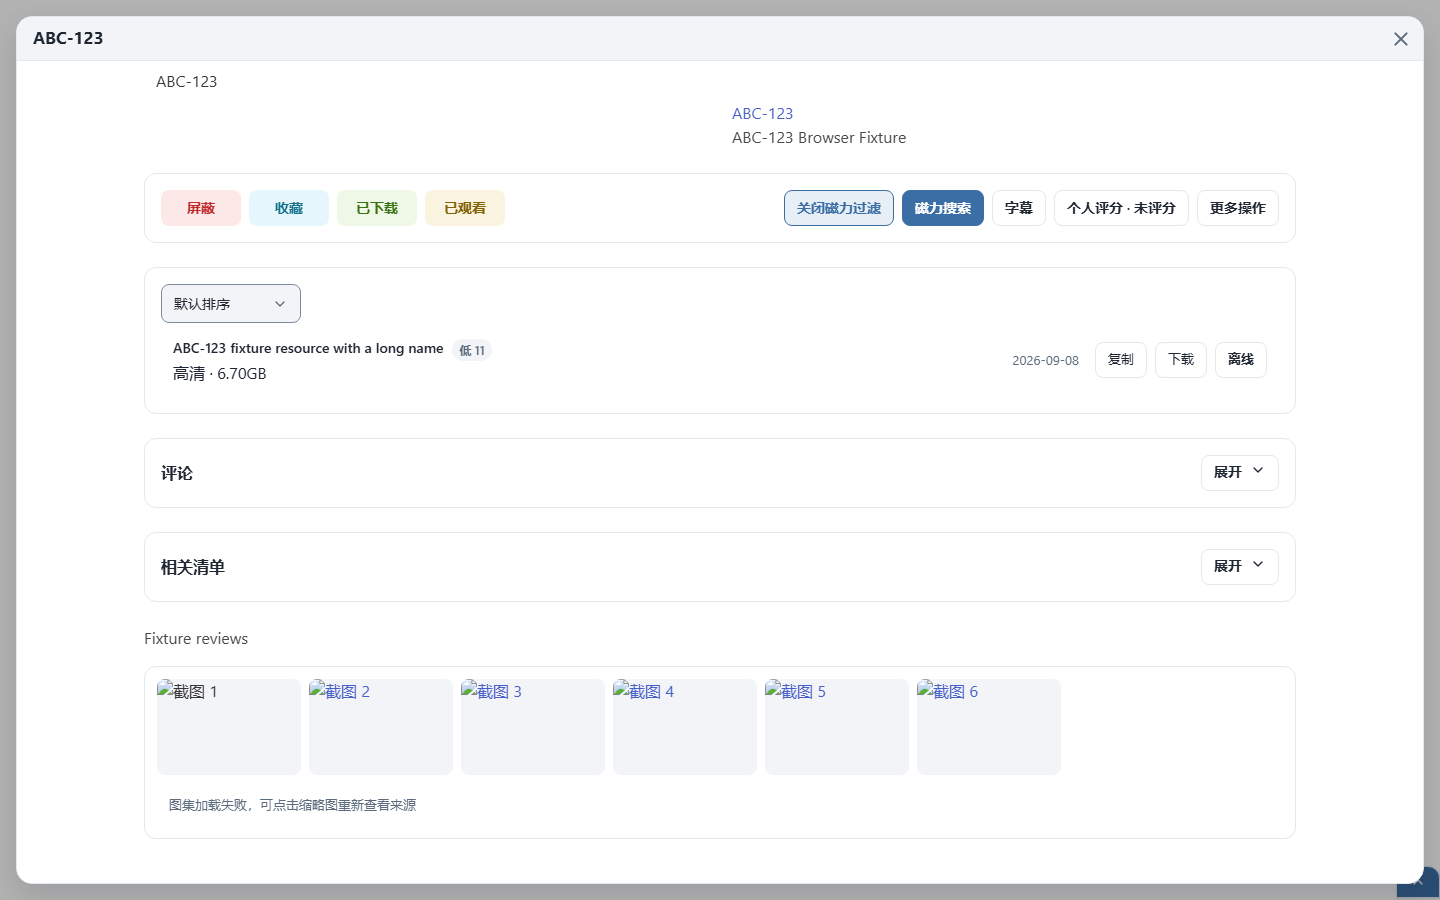 ABC-123
ABC-123
ABC-123
ABC-123 Browser Fixture
屏蔽 收藏 已下载 已观看 关闭磁力过滤 磁力搜索 字幕 个人评分 · 未评分 更多操作
默认排序
ABC-123 fixture resource with a long name 低 11
高清 · 6.70GB
2026-09-08 复制 下载 离线
评论 展开
相关清单 展开
Fixture reviews
截图 1 截图 2 截图 3 截图 4 截图 5 截图 6
图集加载失败，可点击缩略图重新查看来源